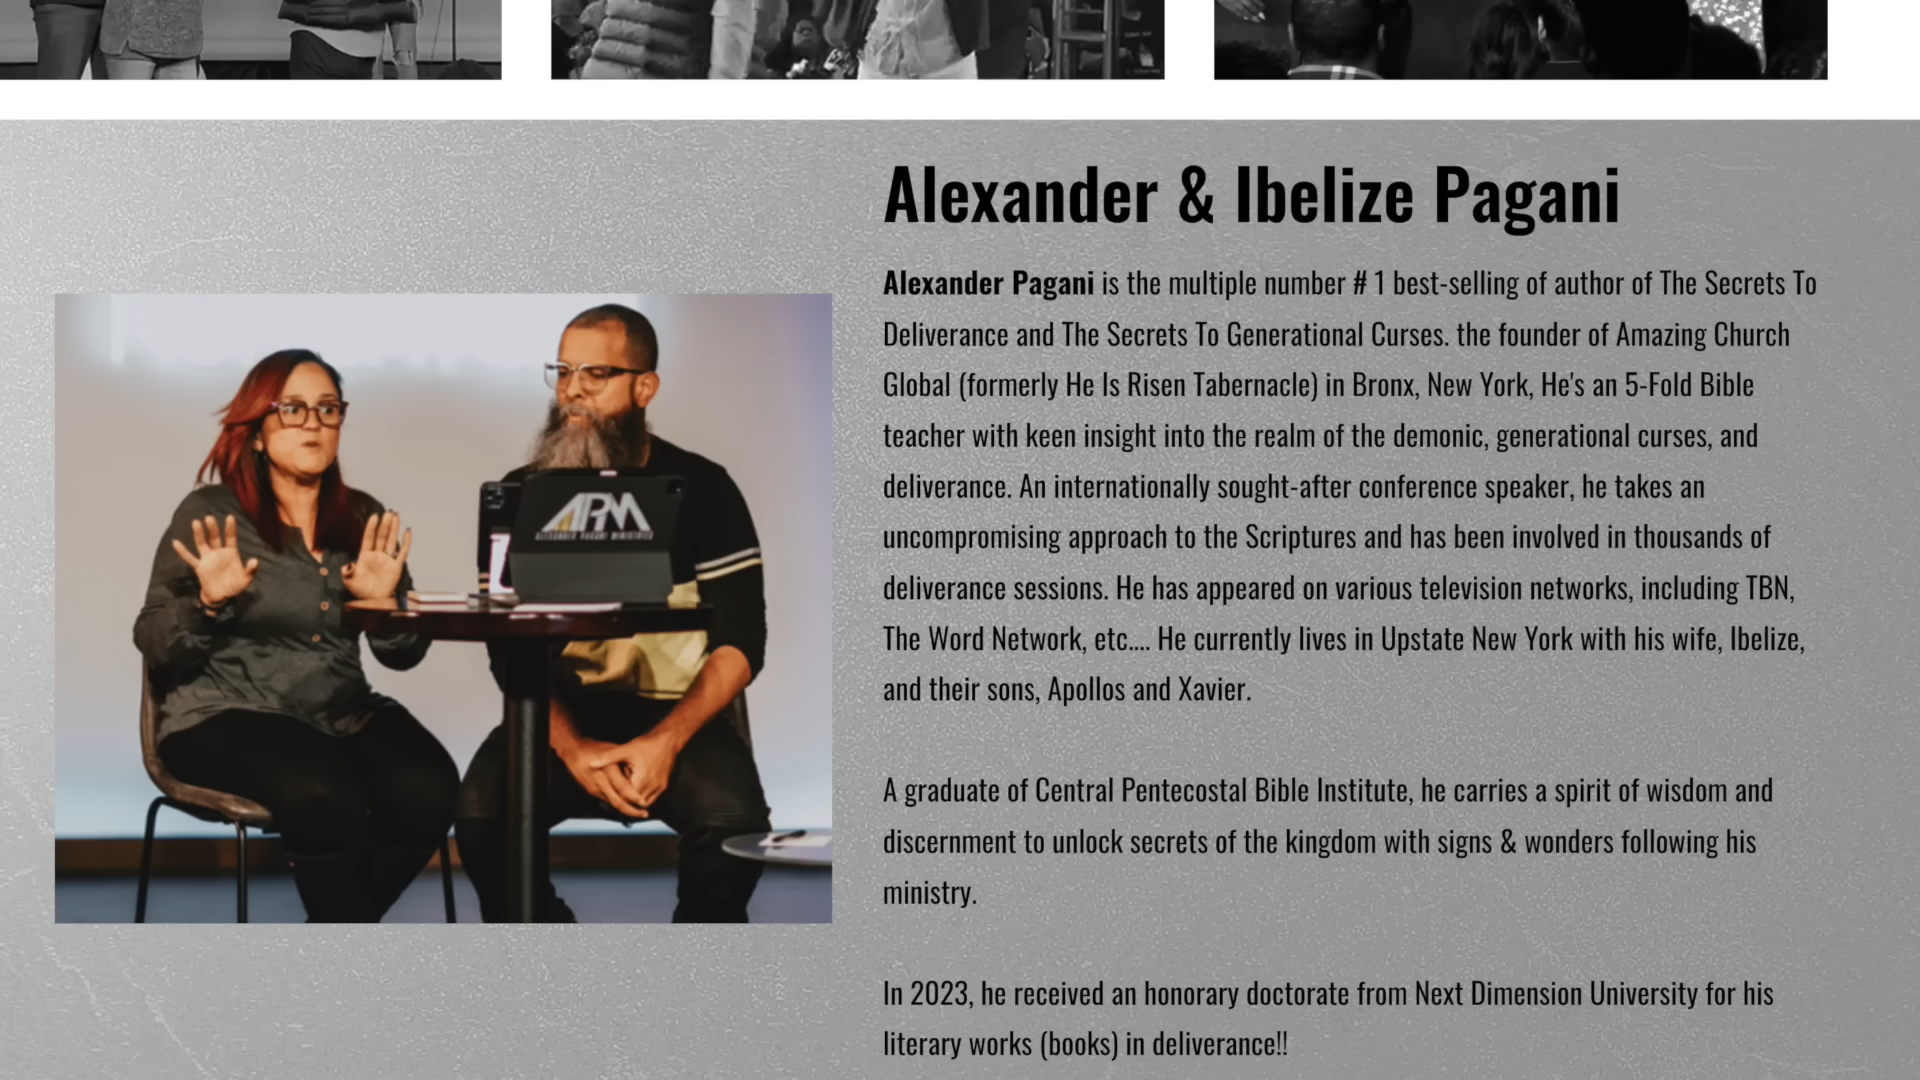 Alexander & Ibelize Pagani
Alexander Pagani is the multiple number # 1 best-selling of author of The Secrets To
Deliverance and The Secrets To Generational Curses. the founder of Amazing Church
Global (formerly He Is Risen Tabernacle) in Bronx, New York, He's an 5-Fold Bible
teacher with keen insight into the realm of the demonic, generational curses, and
deliverance. An internationally sought-after conference speaker, he takes an
uncompromising approach to the Scriptures and has been involved in thousands of
deliverance sessions. He has appeared on various television networks, including TBN,
The Word Network, etc.... He currently lives in Upstate New York with his wife, Ibelize,
and their sons, Apollos and Xavier.
A graduate of Central Pentecostal Bible Institute, he carries a spirit of wisdom and
discernment to unlock secrets of the kingdom with signs & wonders following his
ministry.
In 2023, he received an honorary doctorate from Next Dimension University for his
literary works (books) in deliverance!!
APM
ALEXANDER PAGANI MINISTRIES